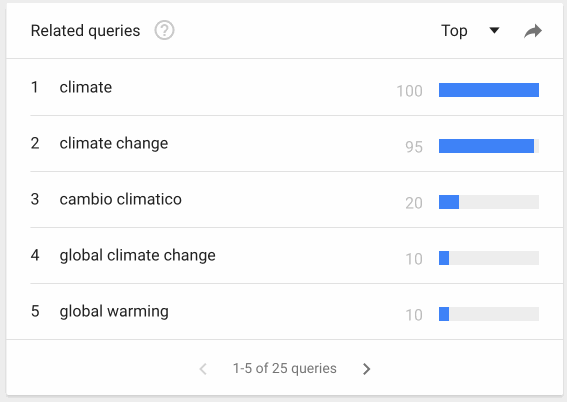 Related queries ? Top
1 climate 100
2 climate change 95
3 cambio climatico 20
4 global climate change 10
5 global warming 10
1-5 of 25 queries